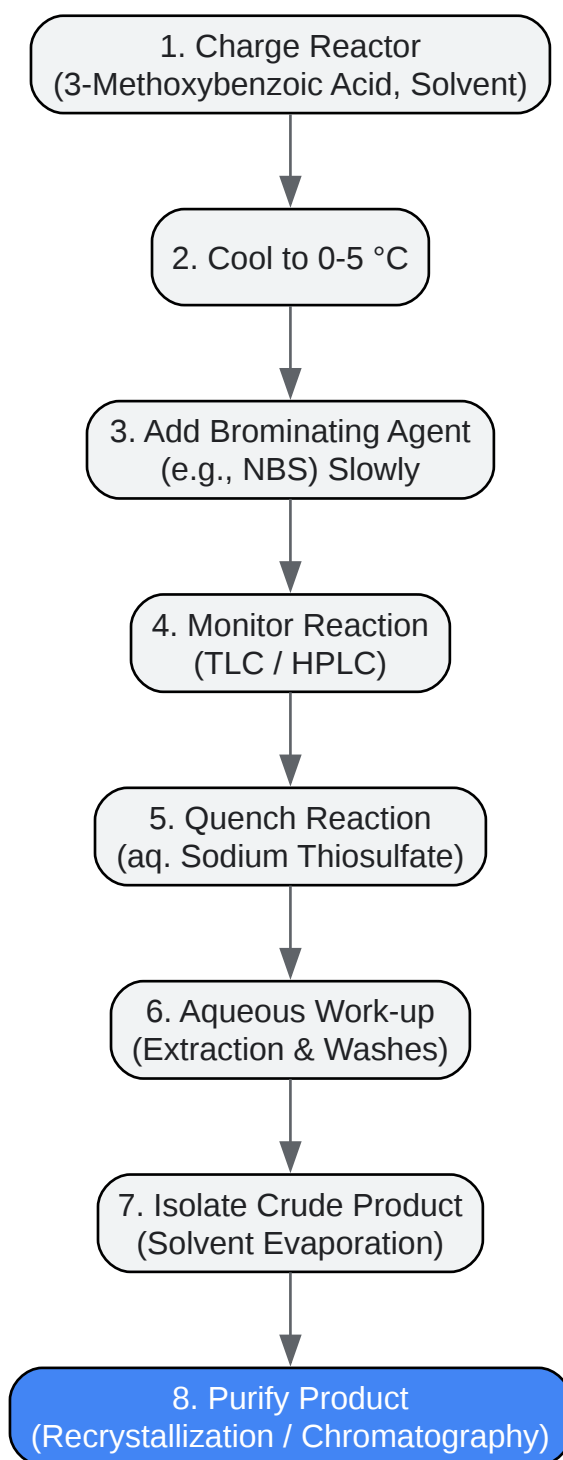 1. Charge Reactor
(3-Methoxybenzoic Acid, Solvent)
2. Cool to 0-5 °C
3. Add Brominating Agent
(e.g., NBS) Slowly
4. Monitor Reaction
(TLC / HPLC)
5. Quench Reaction
(aq. Sodium Thiosulfate)
6. Aqueous Work-up
(Extraction & Washes)
7. Isolate Crude Product
(Solvent Evaporation)
8. Purify Product
(Recrystallization / Chromatography)